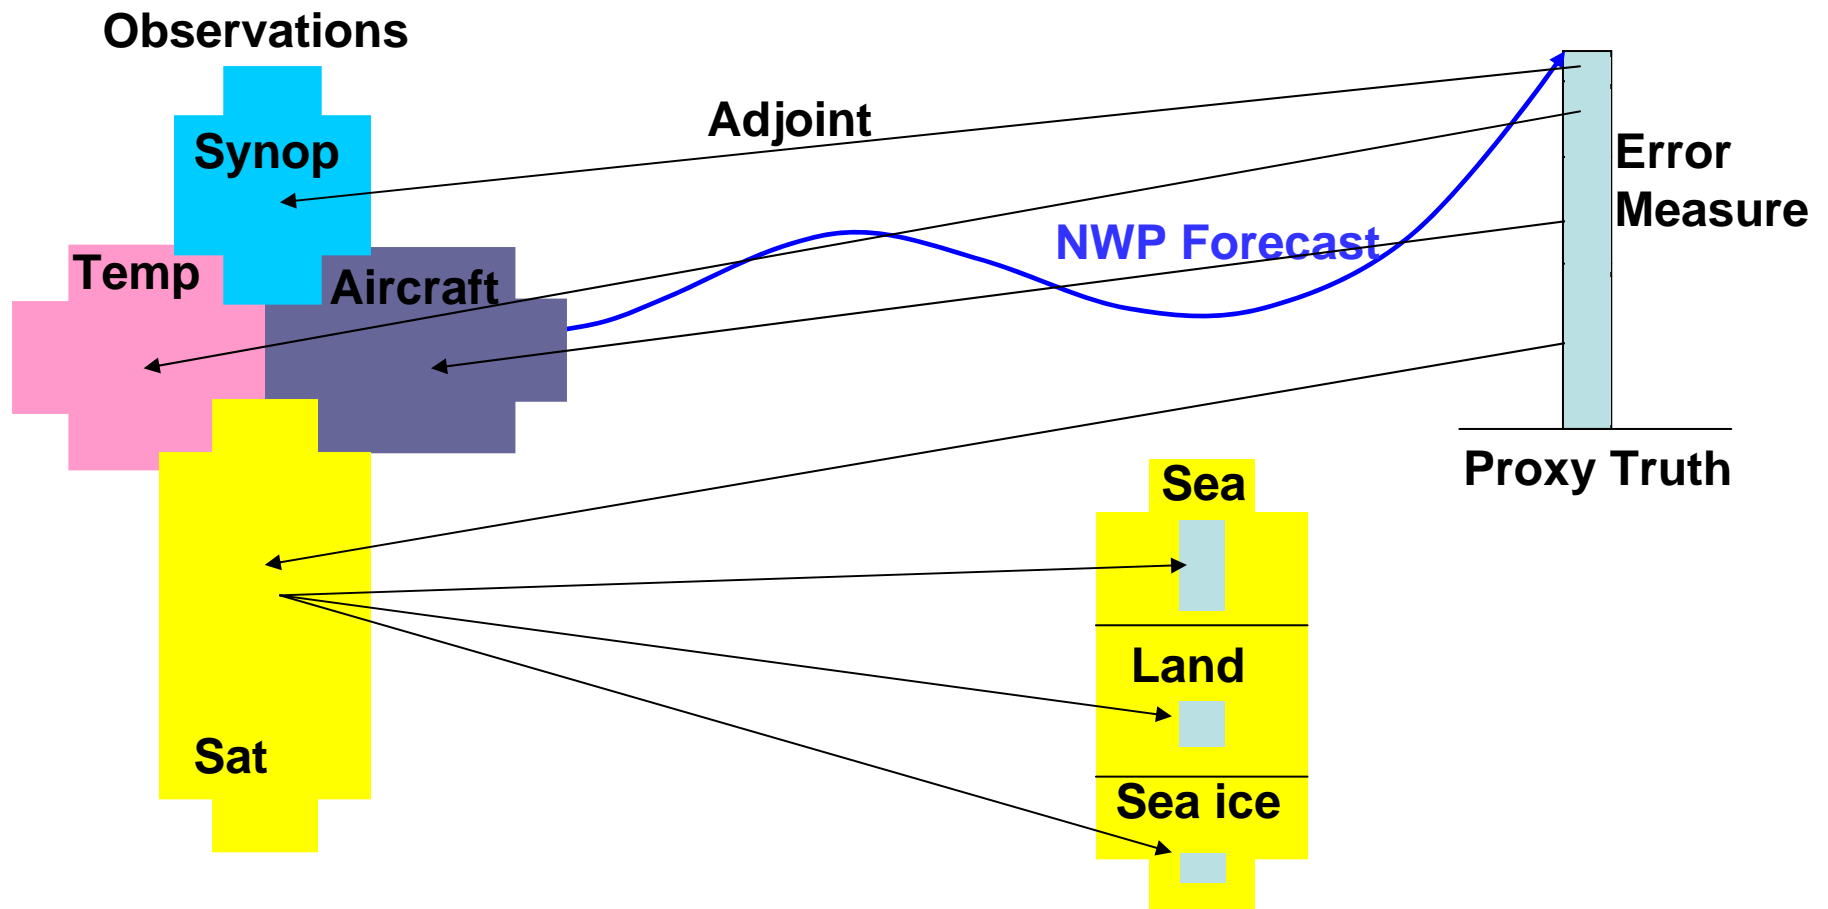 Observations
Synop
Adjoint
Error
Measure
NWP Forecast
Temp
Aircraft
Proxy Truth
Sea
Land
Sat
Sea ice